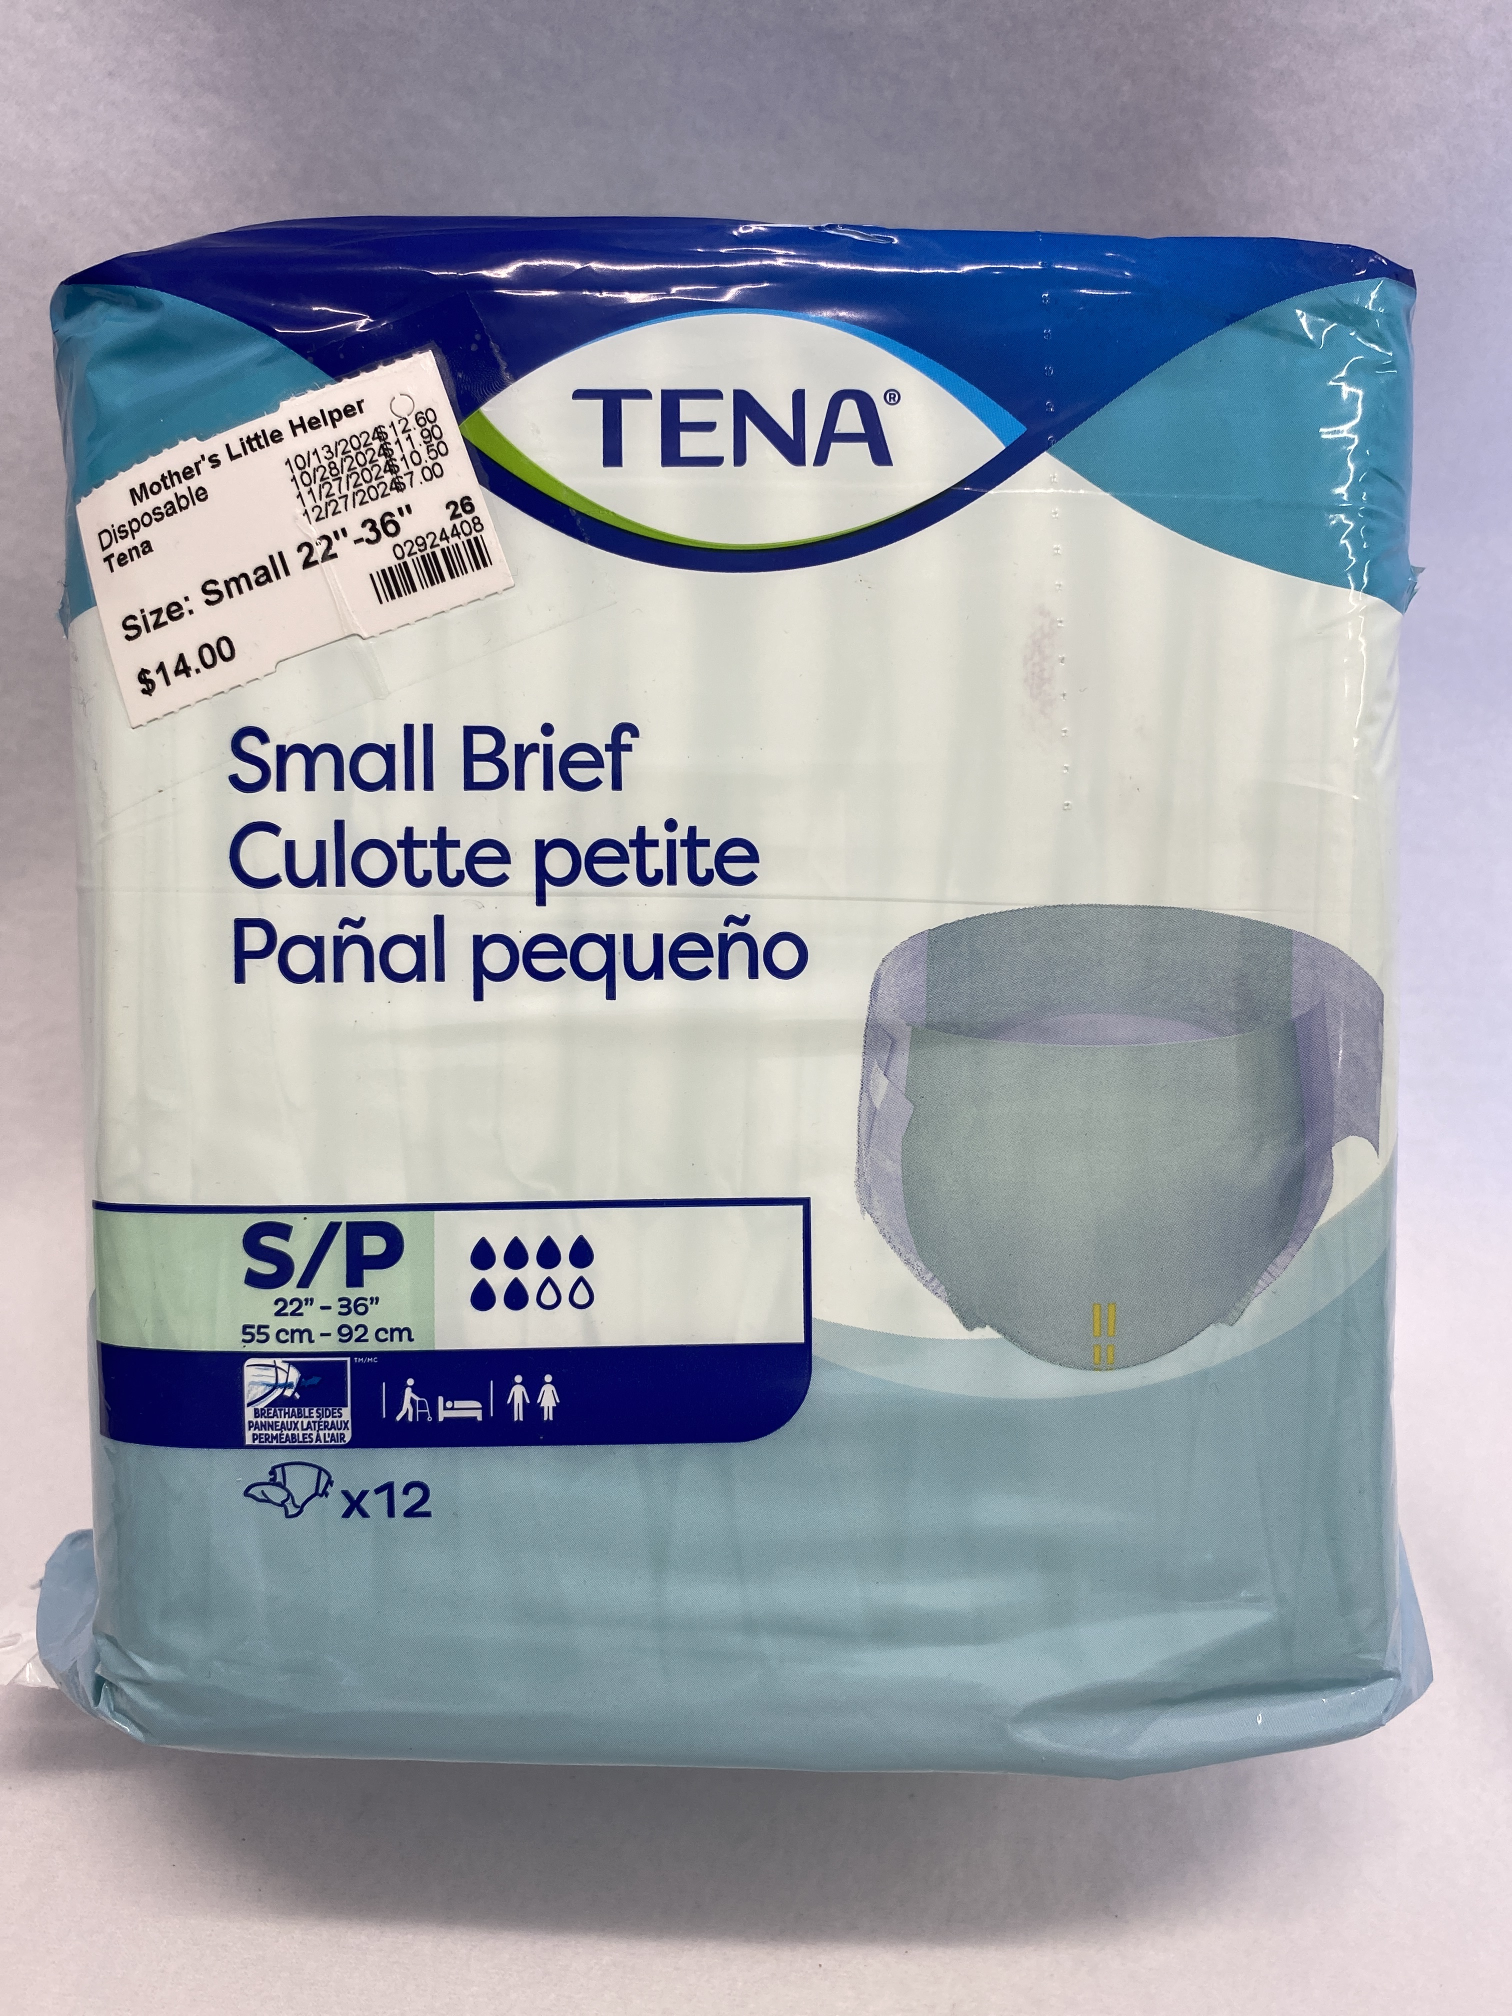 TENA®
Mother's Little Helper
Disposable
Tena
10/13/2024 $12.60
10/28/2024 $11.90
11/27/2024 $10.50
12/27/2024 $7.00
Size: Small 22"-36" 26
02924408
$14.00
Small Brief
Culotte petite
Pañal pequeño
S/P
22" – 36"
55 cm – 92 cm
TM/MC
BREATHABLE SIDES
PANNEAUX LATÉRAUX
PERMÉABLES À L'AIR
x12